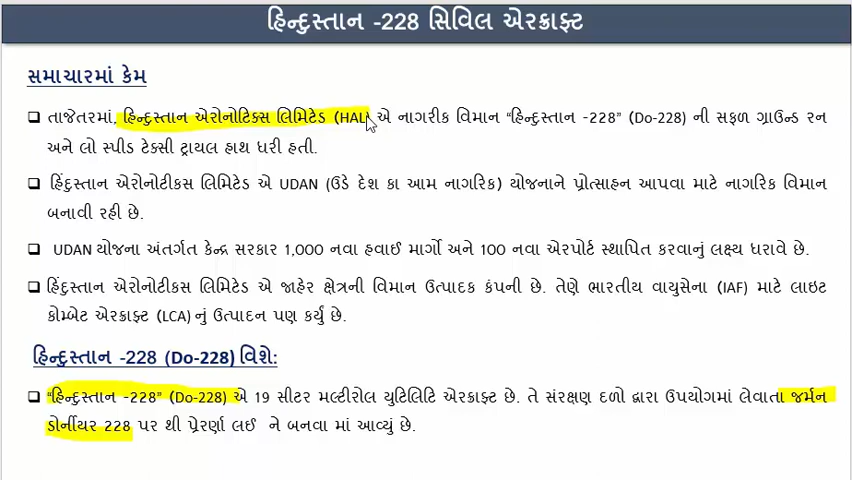 હિન્દુસ્તાન -228 સિવિલ એરક્રાફ્ટ
સમાચારમાં કેમ
❑ તાજેતરમાં, હિન્દુસ્તાન એરોનોટિક્સ લિમિટેડ (HAL) એ નાગરીક વિમાન “હિન્દુસ્તાન -228” (Do-228) ની સફળ ગ્રાઉન્ડ રન
અને લો સ્પીડ ટેક્સી ટ્રાયલ હાથ ધરી હતી.
❑ હિંદુસ્તાન એરોનોટીકસ લિમિટેડ એ UDAN (ઉડે દેશ કા આમ નાગરિક) યોજનાને પ્રોત્સાહન આપવા માટે નાગરિક વિમાન
બનાવી રહી છે.
❑ UDAN યોજના અંતર્ગત કેન્દ્ર સરકાર 1,000 નવા હવાઈ માર્ગો અને 100 નવા એરપોર્ટ સ્થાપિત કરવાનું લક્ષ્ય ધરાવે છે.
❑ હિંદુસ્તાન એરોનોટીકસ લિમિટેડ એ જાહેર ક્ષેત્રની વિમાન ઉત્પાદક કંપની છે. તેણે ભારતીય વાયુસેના (IAF) માટે લાઇટ
કોમ્બેટ એરક્રાફ્ટ (LCA) નું ઉત્પાદન પણ કર્યું છે.
હિન્દુસ્તાન -228 (Do-228) વિશે:
❑ “હિન્દુસ્તાન -228” (Do-228) એ 19 સીટર મલ્ટીરોલ યુટિલિટિ એરક્રાફ્ટ છે. તે સંરક્ષણ દળો દ્વારા ઉપયોગમાં લેવાતા જર્મન
ડોર્નીયર 228 પર થી પ્રેરણા લઈ ને બનવા માં આવ્યું છે.